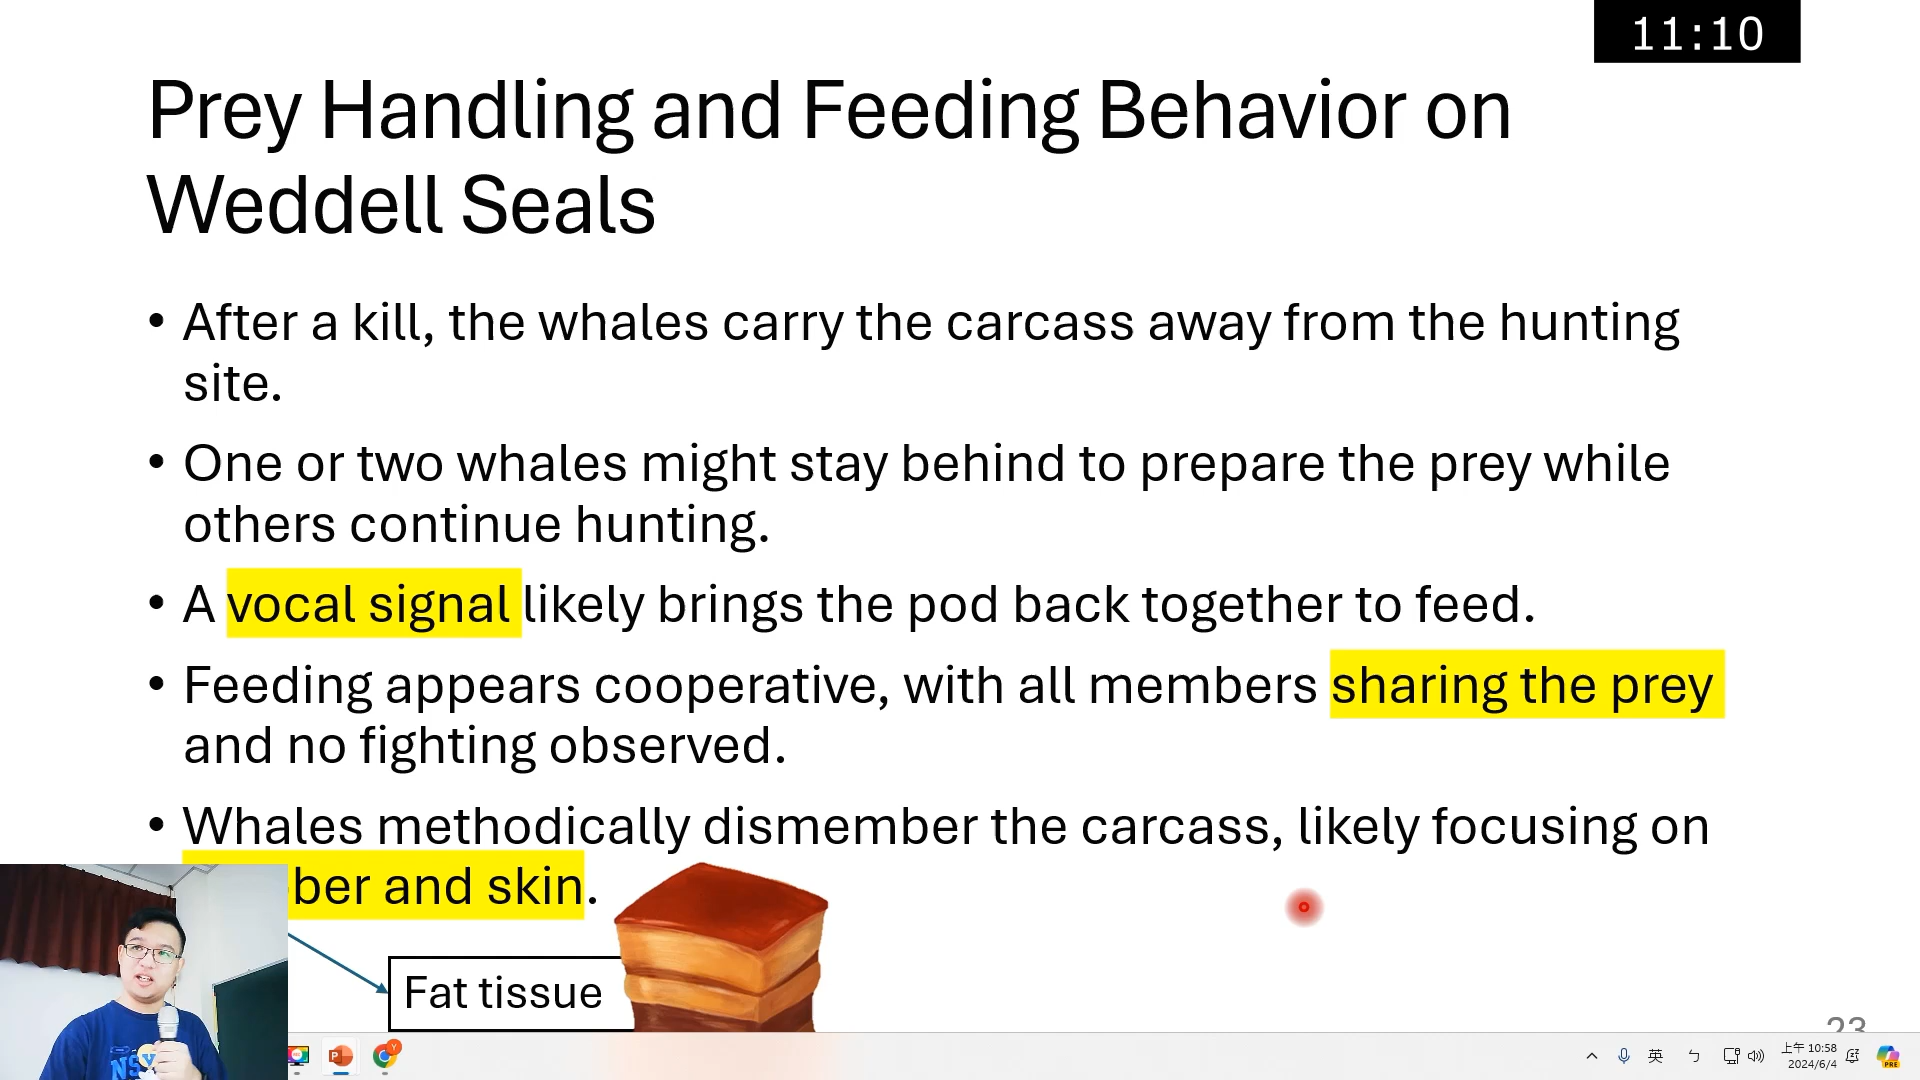 11:10
Prey Handling and Feeding Behavior on
Weddell Seals
• After a kill, the whales carry the carcass away from the hunting
site.
• One or two whales might stay behind to prepare the prey while
others continue hunting.
• A vocal signal likely brings the pod back together to feed.
• Feeding appears cooperative, with all members sharing the prey
and no fighting observed.
• Whales methodically dismember the carcass, likely focusing on
ber and skin.
Fat tissue
23
英
ㄅ
上午 10:58
2024/6/4
PRE